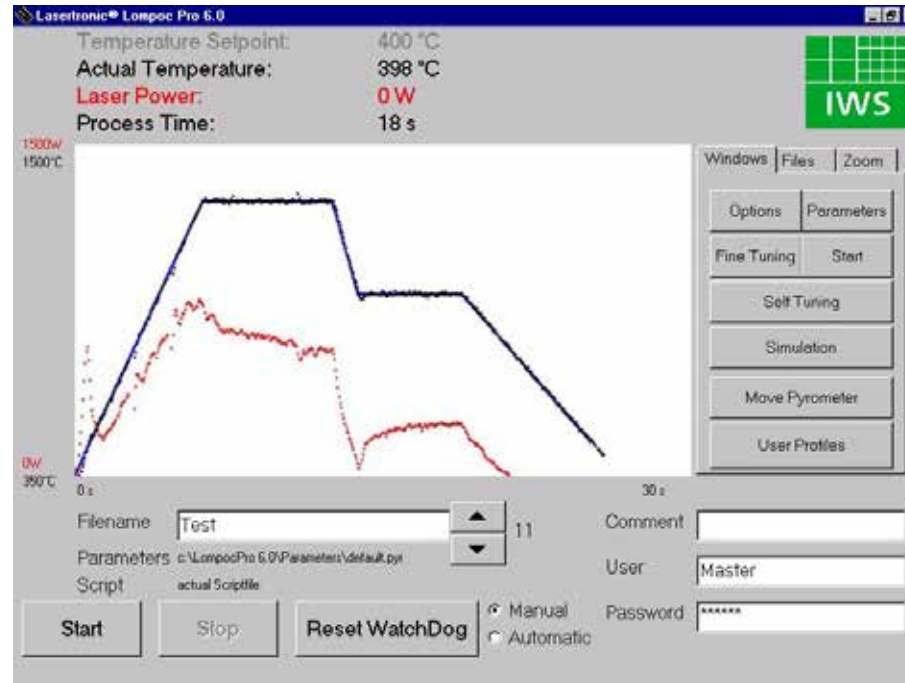 Lasertronic® Lompoc Pro 6.0
Temperature Setpoint: 400 °C
Actual Temperature: 398 °C
Laser Power: 0 W
Process Time: 18 s
IWS
1500W
1500°C
Windows Files Zoom
Options Parameters
Fine Tuning Start
Self Tuning
Simulation
Move Pyrometer
User Profiles
0W
350°C
0 s 30 s
Filename Test 11 Comment
Parameters c:\LompocPro 6.0\Parameters\default.pyr
User Master
Script actual Scriptfile
Start Stop Reset WatchDog Manual Password ******
Automatic